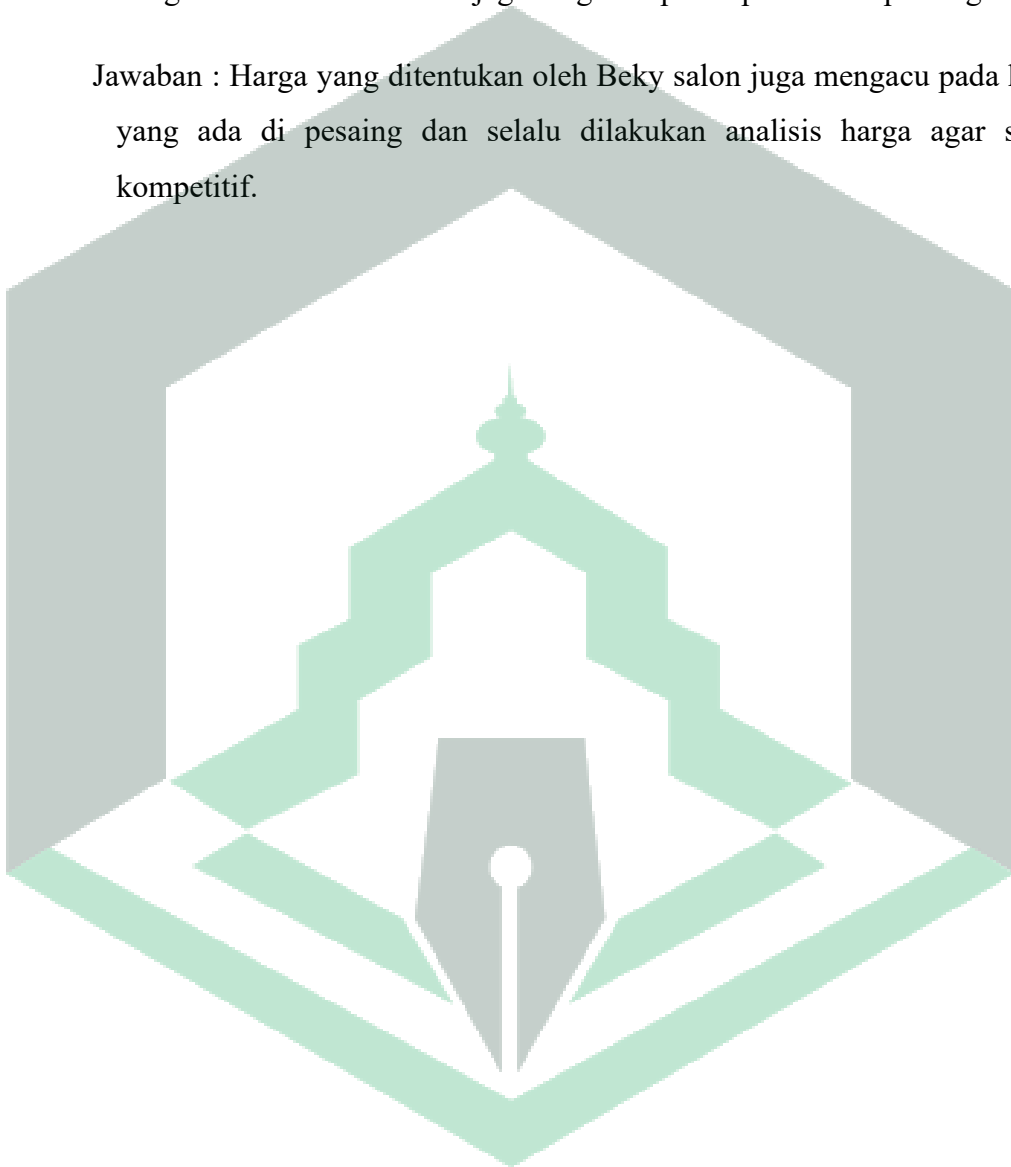 Jawaban : Harga yang ditentukan oleh Beky salon juga mengacu pada
yang ada di pesaing dan selalu dilakukan analisis harga agar
kompetitif.